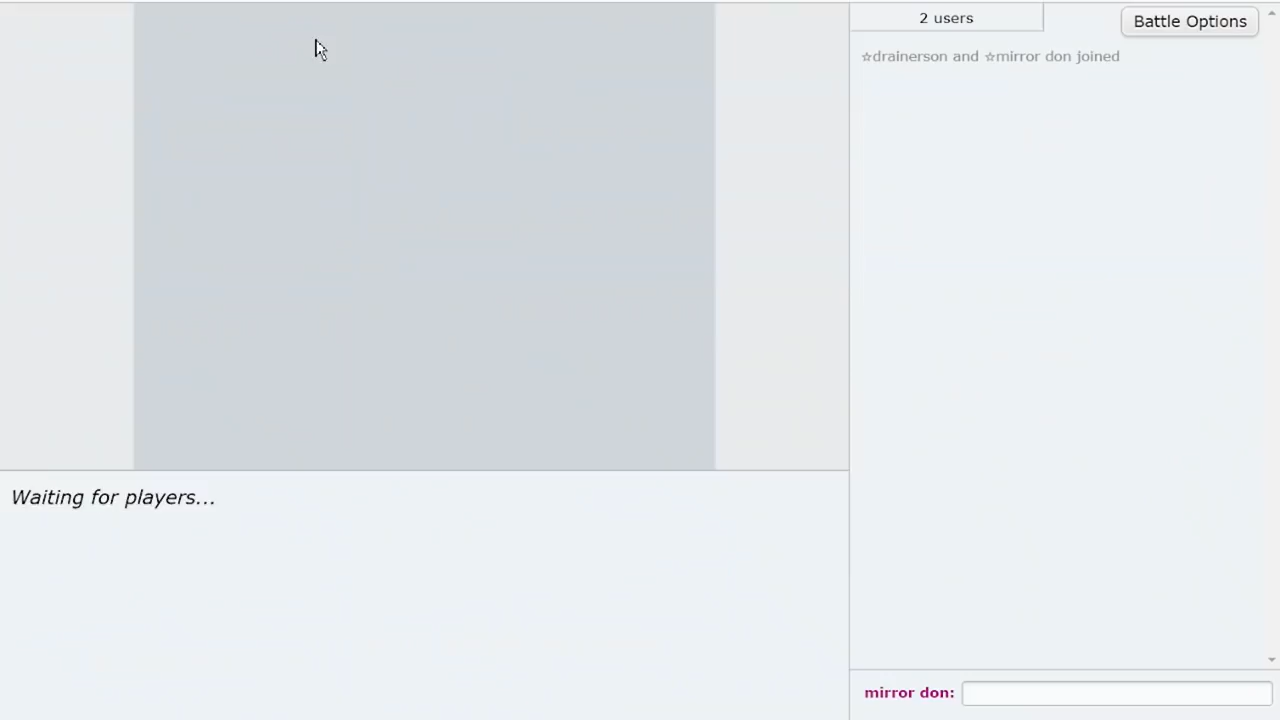 2 users
Battle Options
☆drainerson and ☆mirror don joined
Waiting for players...
mirror don: